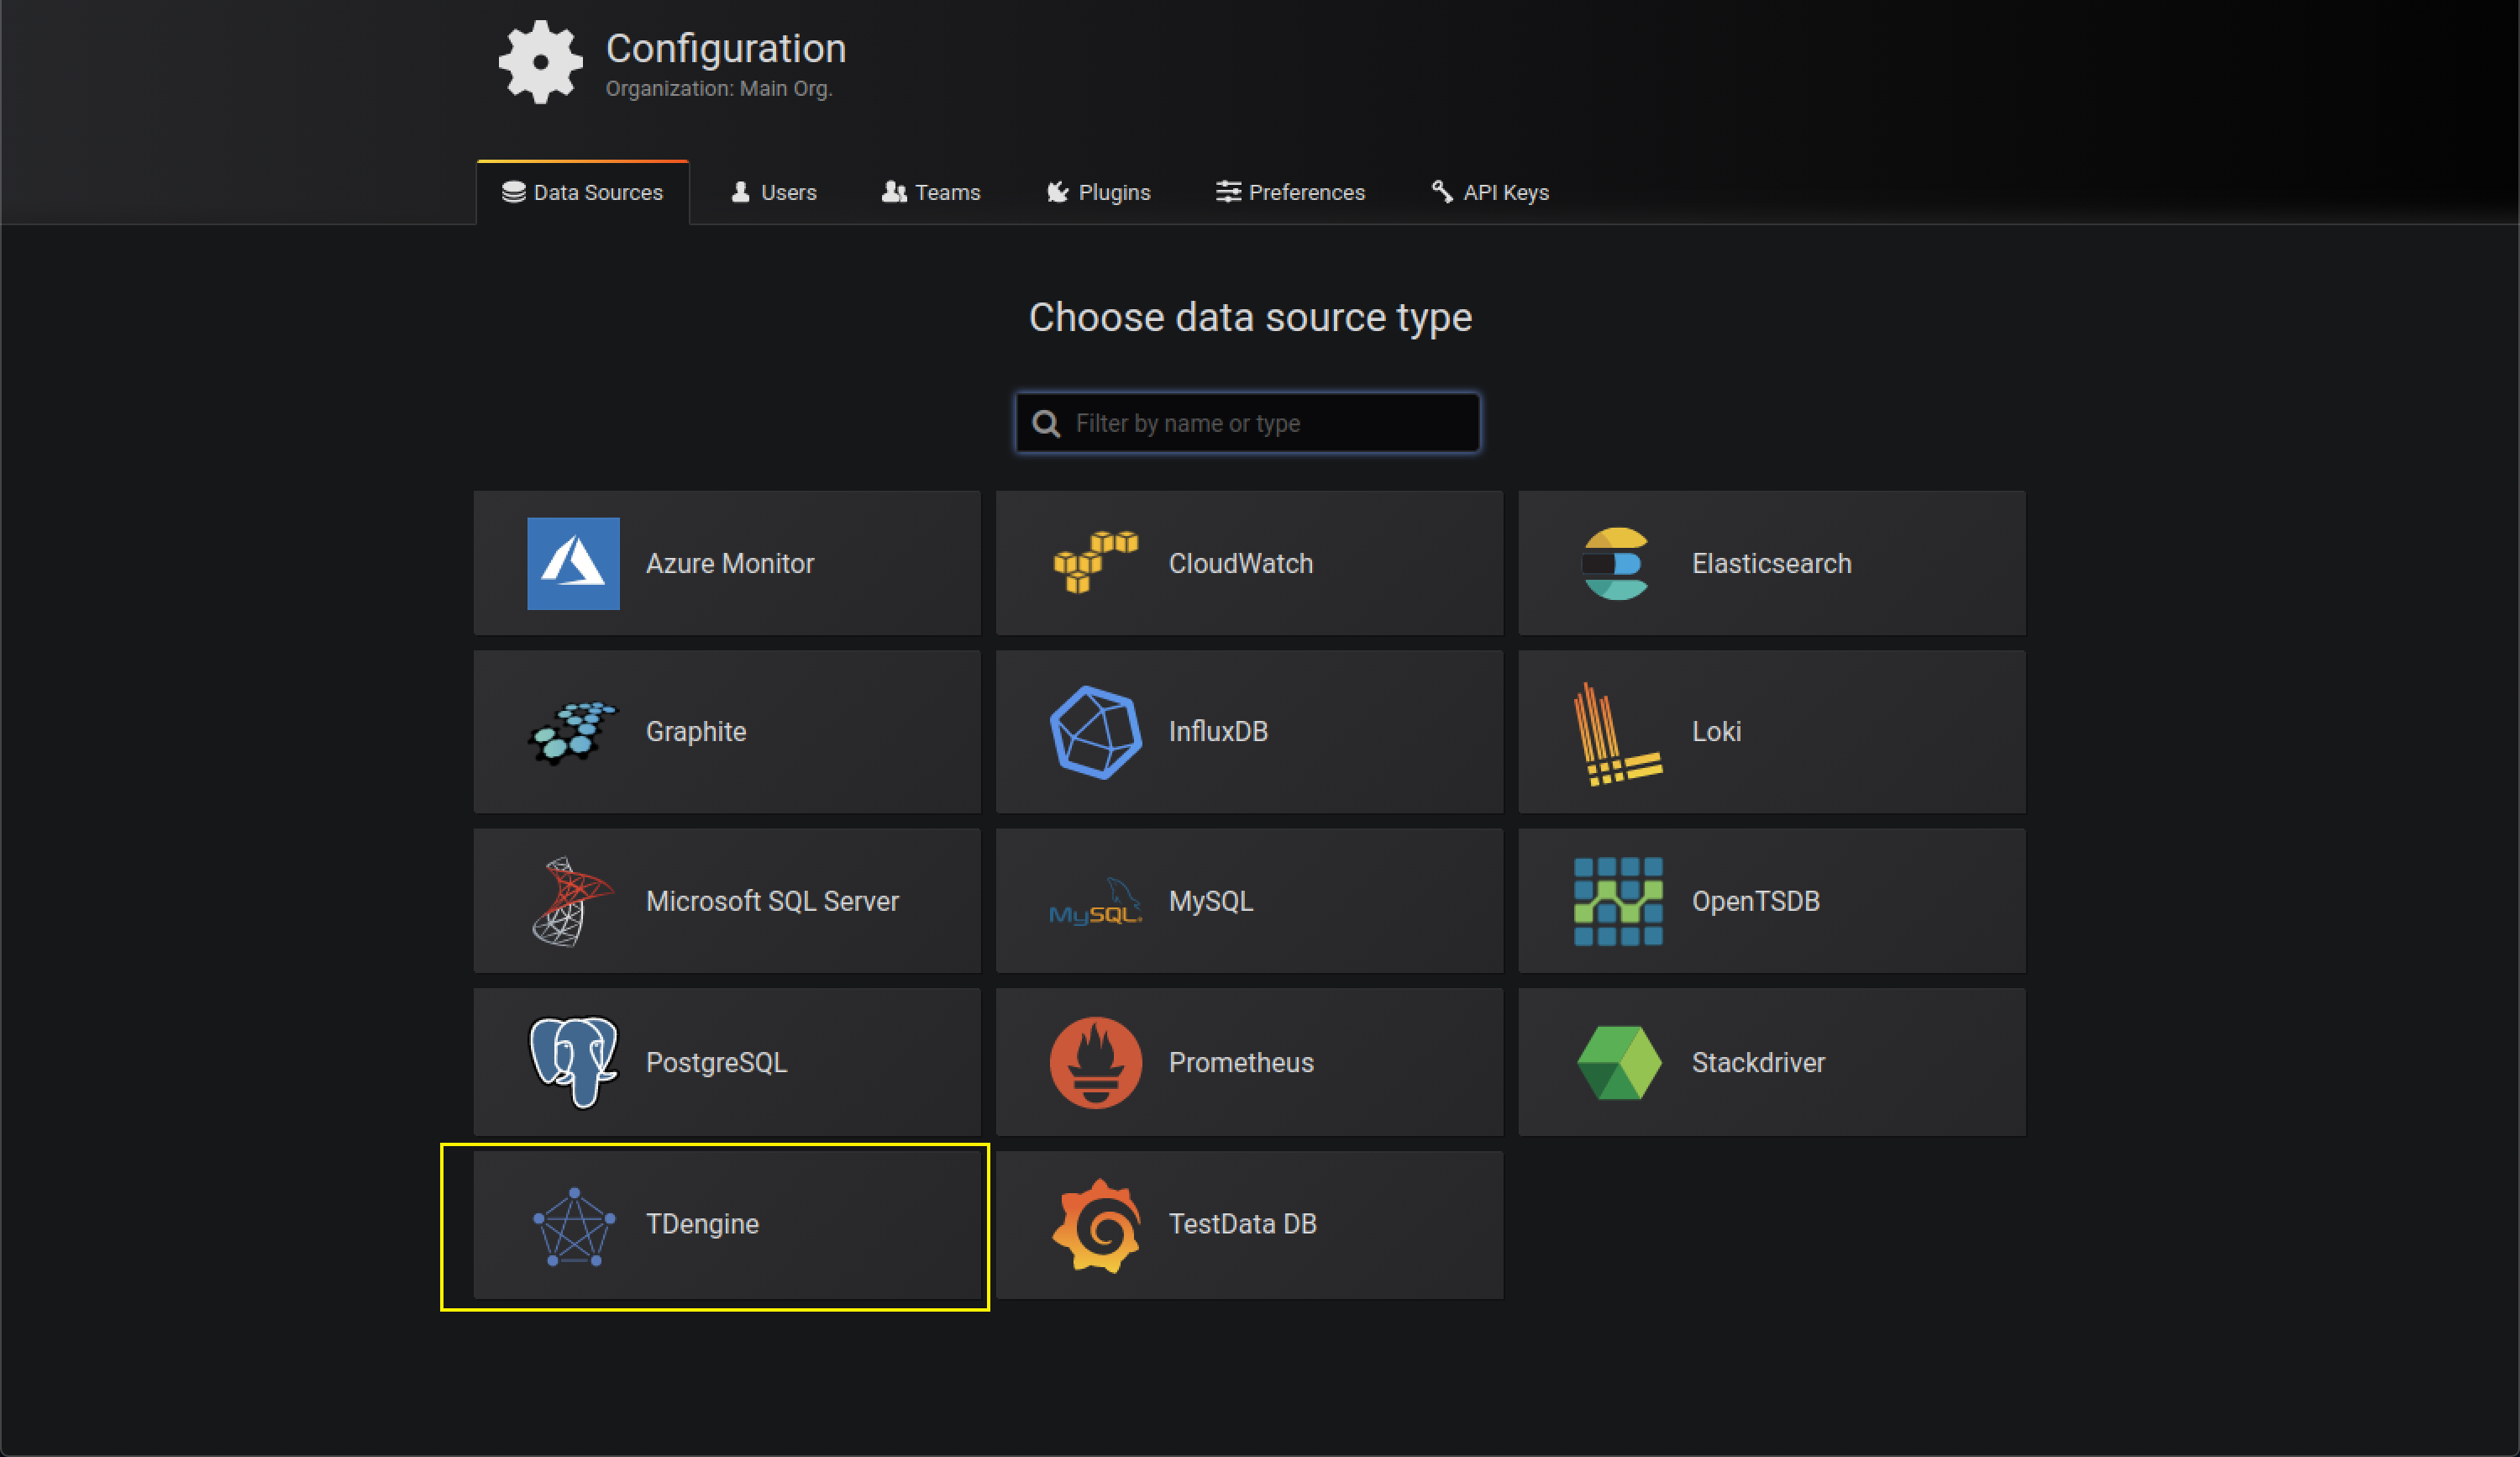 Configuration
Organization: Main Org.
Data Sources
Users
Teams
Plugins
Preferences
API Keys
Choose data source type
Filter by name or type
Azure Monitor
CloudWatch
Elasticsearch
Graphite
InfluxDB
Loki
Microsoft SQL Server
MySQL
MySQL
OpenTSDB
PostgreSQL
Prometheus
Stackdriver
TDengine
TestData DB